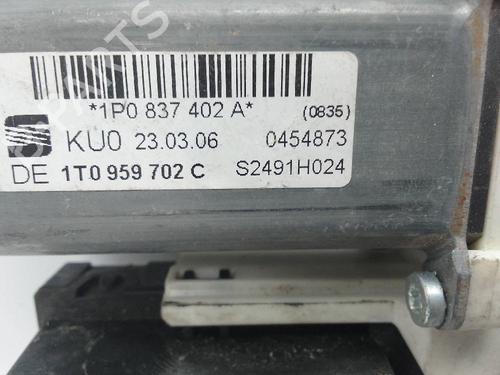 *1P0 837 402 A* (0835)
KU0 23.03.06 0454873
DE 1T0 959 702 C S2491H024